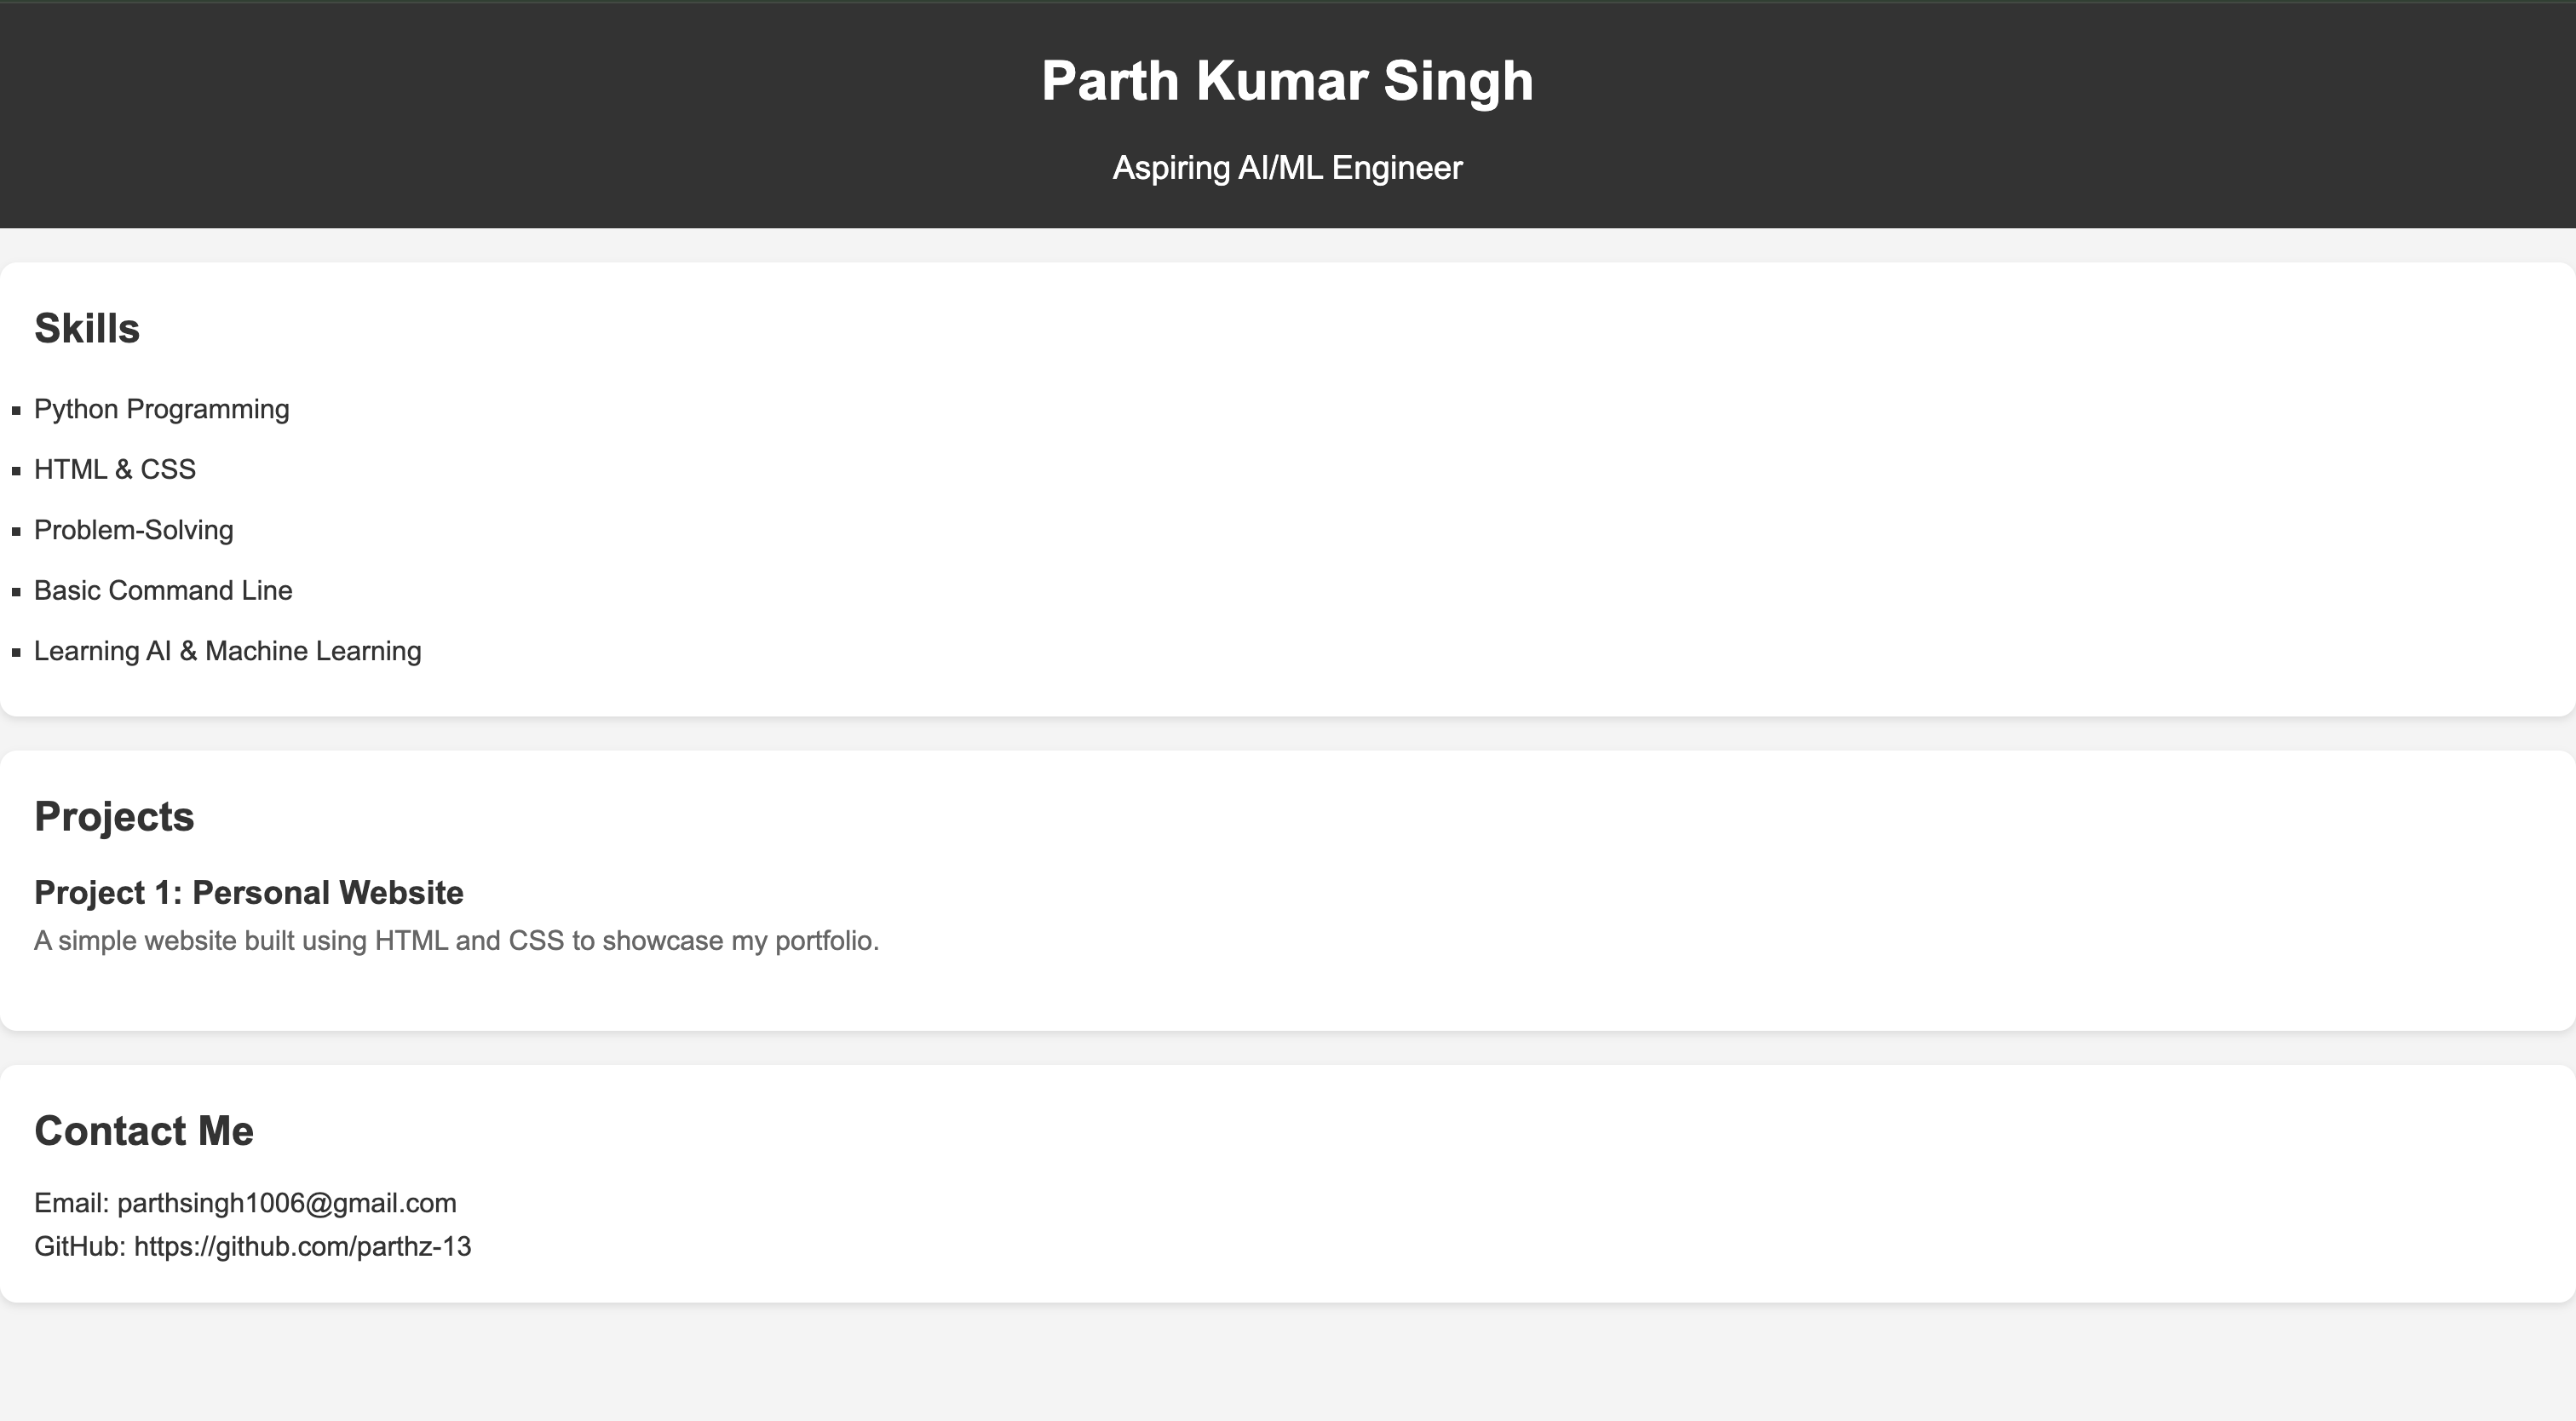 Parth Kumar Singh
Aspiring AI/ML Engineer
Skills
Python Programming
HTML & CSS
Problem-Solving
Basic Command Line
Learning AI & Machine Learning
Projects
Project 1: Personal Website
A simple website built using HTML and CSS to showcase my portfolio.
Contact Me
Email: parthsingh1006@gmail.com
GitHub: https://github.com/parthz-13